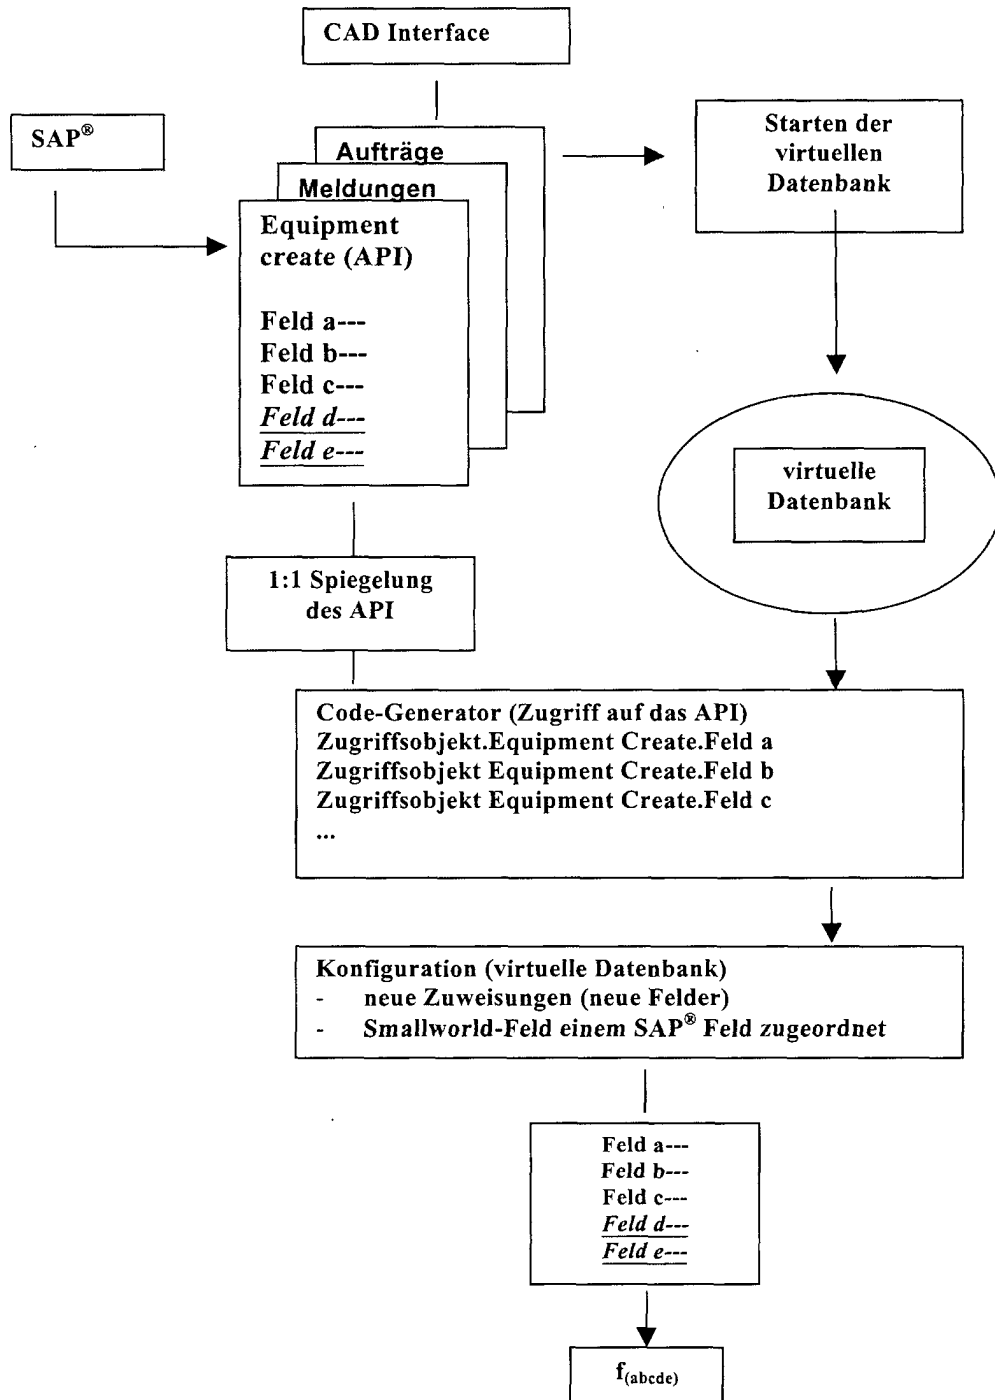 CAD Interface
SAP®
Aufträge
Meldungen
Equipment
create (API)
Feld a---
Feld b---
Feld c---
Feld d---
Feld e---
Starten der
virtuellen
Datenbank
virtuelle
Datenbank
1:1 Spiegelung
des API
Code-Generator (Zugriff auf das API)
Zugriffsobjekt.Equipment Create.Feld a
Zugriffsobjekt Equipment Create.Feld b
Zugriffsobjekt Equipment Create.Feld c
...
Konfiguration (virtuelle Datenbank)
- neue Zuweisungen (neue Felder)
- Smallworld-Feld einem SAP® Feld zugeordnet
Feld a---
Feld b---
Feld c---
Feld d---
Feld e---
f(abcde)